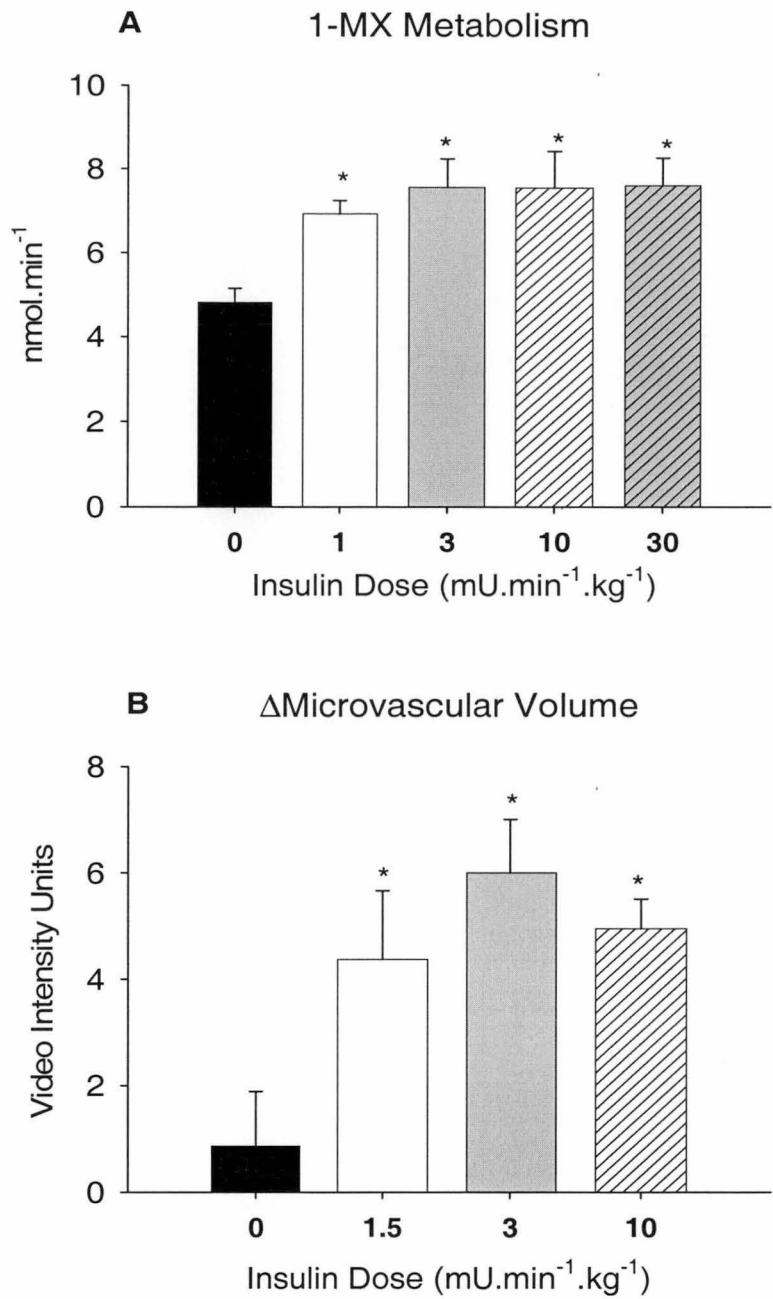 A 1-MX Metabolism
10
8
6
4
2
0
nmol.min⁻¹
*
*
*
*
0 1 3 10 30
Insulin Dose (mU.min⁻¹.kg⁻¹)
B ΔMicrovascular Volume
8
6
4
2
0
Video Intensity Units
*
*
*
0 1.5 3 10
Insulin Dose (mU.min⁻¹.kg⁻¹)